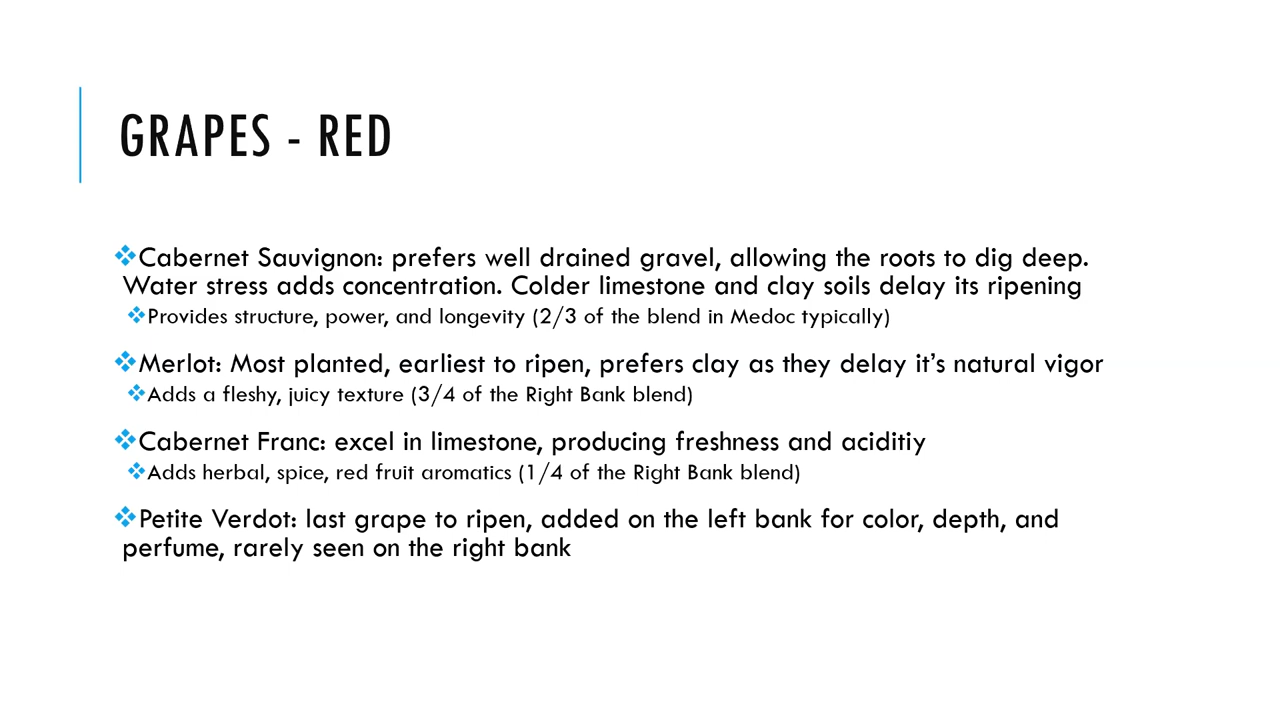 GRAPES - RED
❖Cabernet Sauvignon: prefers well drained gravel, allowing the roots to dig deep.
Water stress adds concentration. Colder limestone and clay soils delay its ripening
❖Provides structure, power, and longevity (2/3 of the blend in Medoc typically)
❖Merlot: Most planted, earliest to ripen, prefers clay as they delay it’s natural vigor
❖Adds a fleshy, juicy texture (3/4 of the Right Bank blend)
❖Cabernet Franc: excel in limestone, producing freshness and aciditiy
❖Adds herbal, spice, red fruit aromatics (1/4 of the Right Bank blend)
❖Petite Verdot: last grape to ripen, added on the left bank for color, depth, and
perfume, rarely seen on the right bank